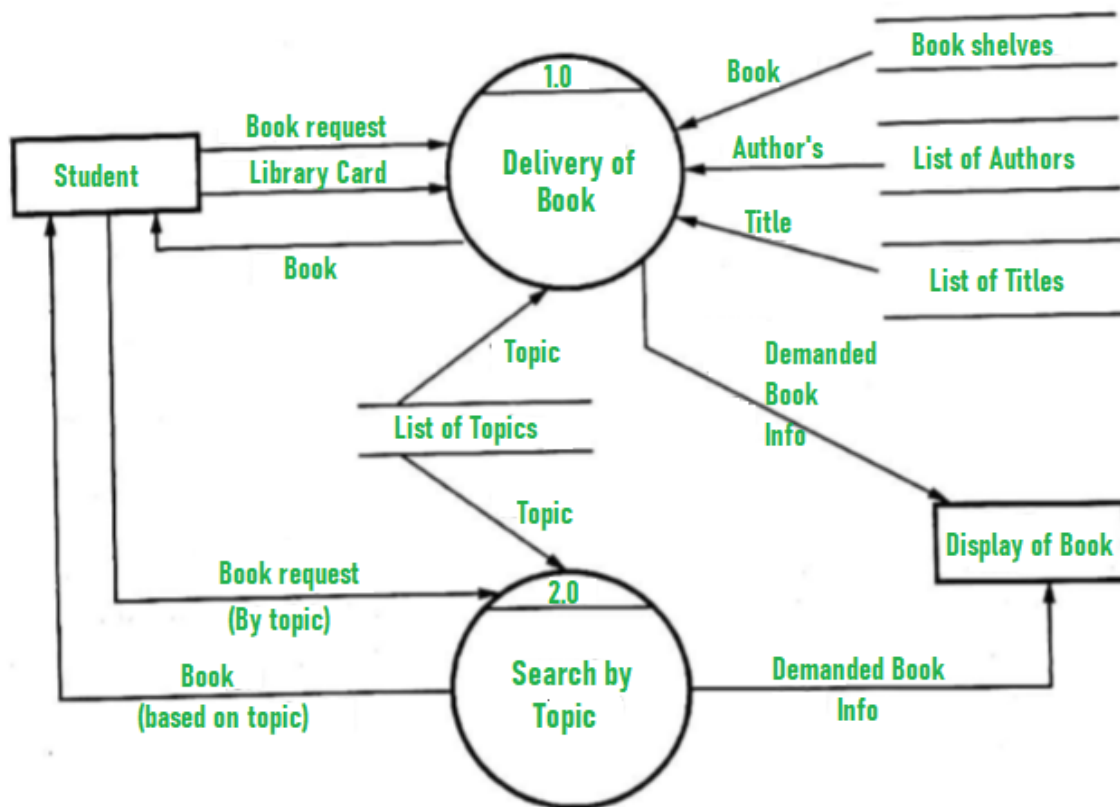 1.0
Book shelves
Book
Book request
Author's
List of Authors
Student
Library Card
Delivery of
Book
Title
Book
List of Titles
Topic
Demanded
Book
Info
List of Topics
Topic
Display of Book
Book request
(By topic)
2.0
Book
(based on topic)
Search by
Topic
Demanded Book
Info